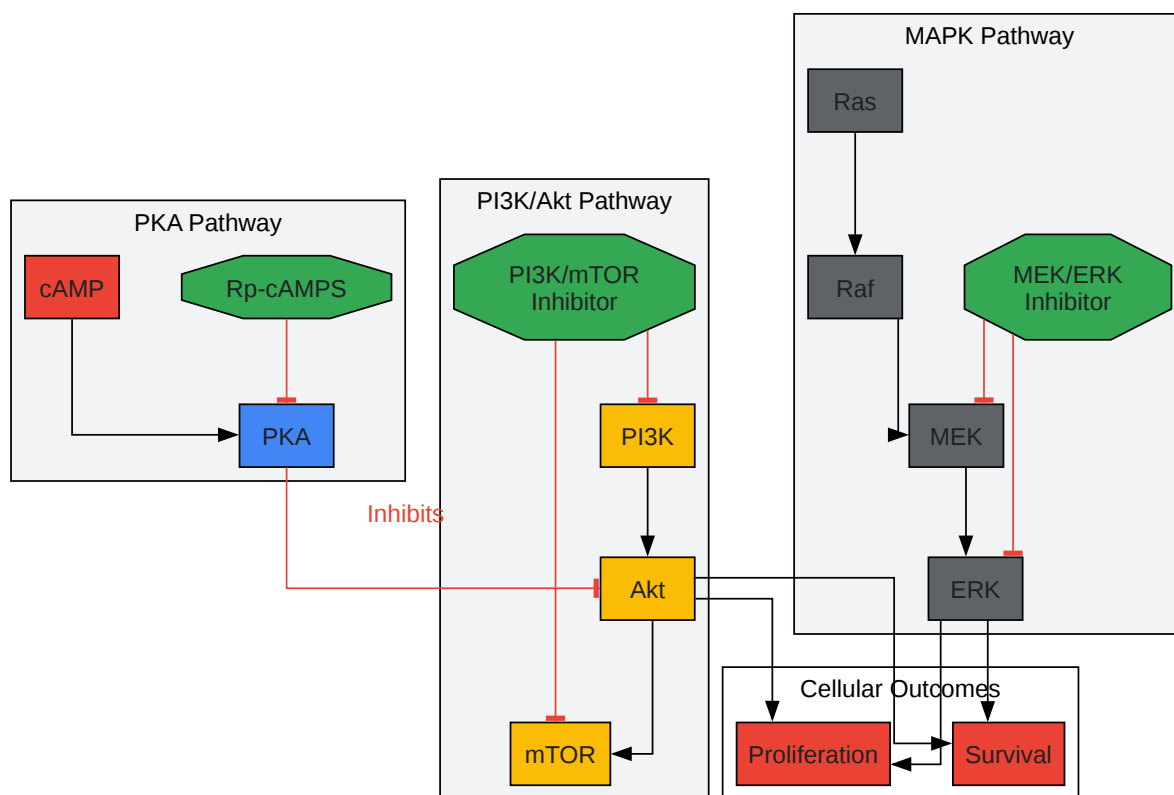 MAPK Pathway
Ras
PI3K/Akt Pathway
PKA Pathway
cAMP
Rp-cAMPS
PI3K/mTOR
Inhibitor
Raf
MEK/ERK
Inhibitor
PKA
PI3K
MEK
Inhibits
Akt
ERK
Cellular Outcomes
mTOR
Proliferation
Survival